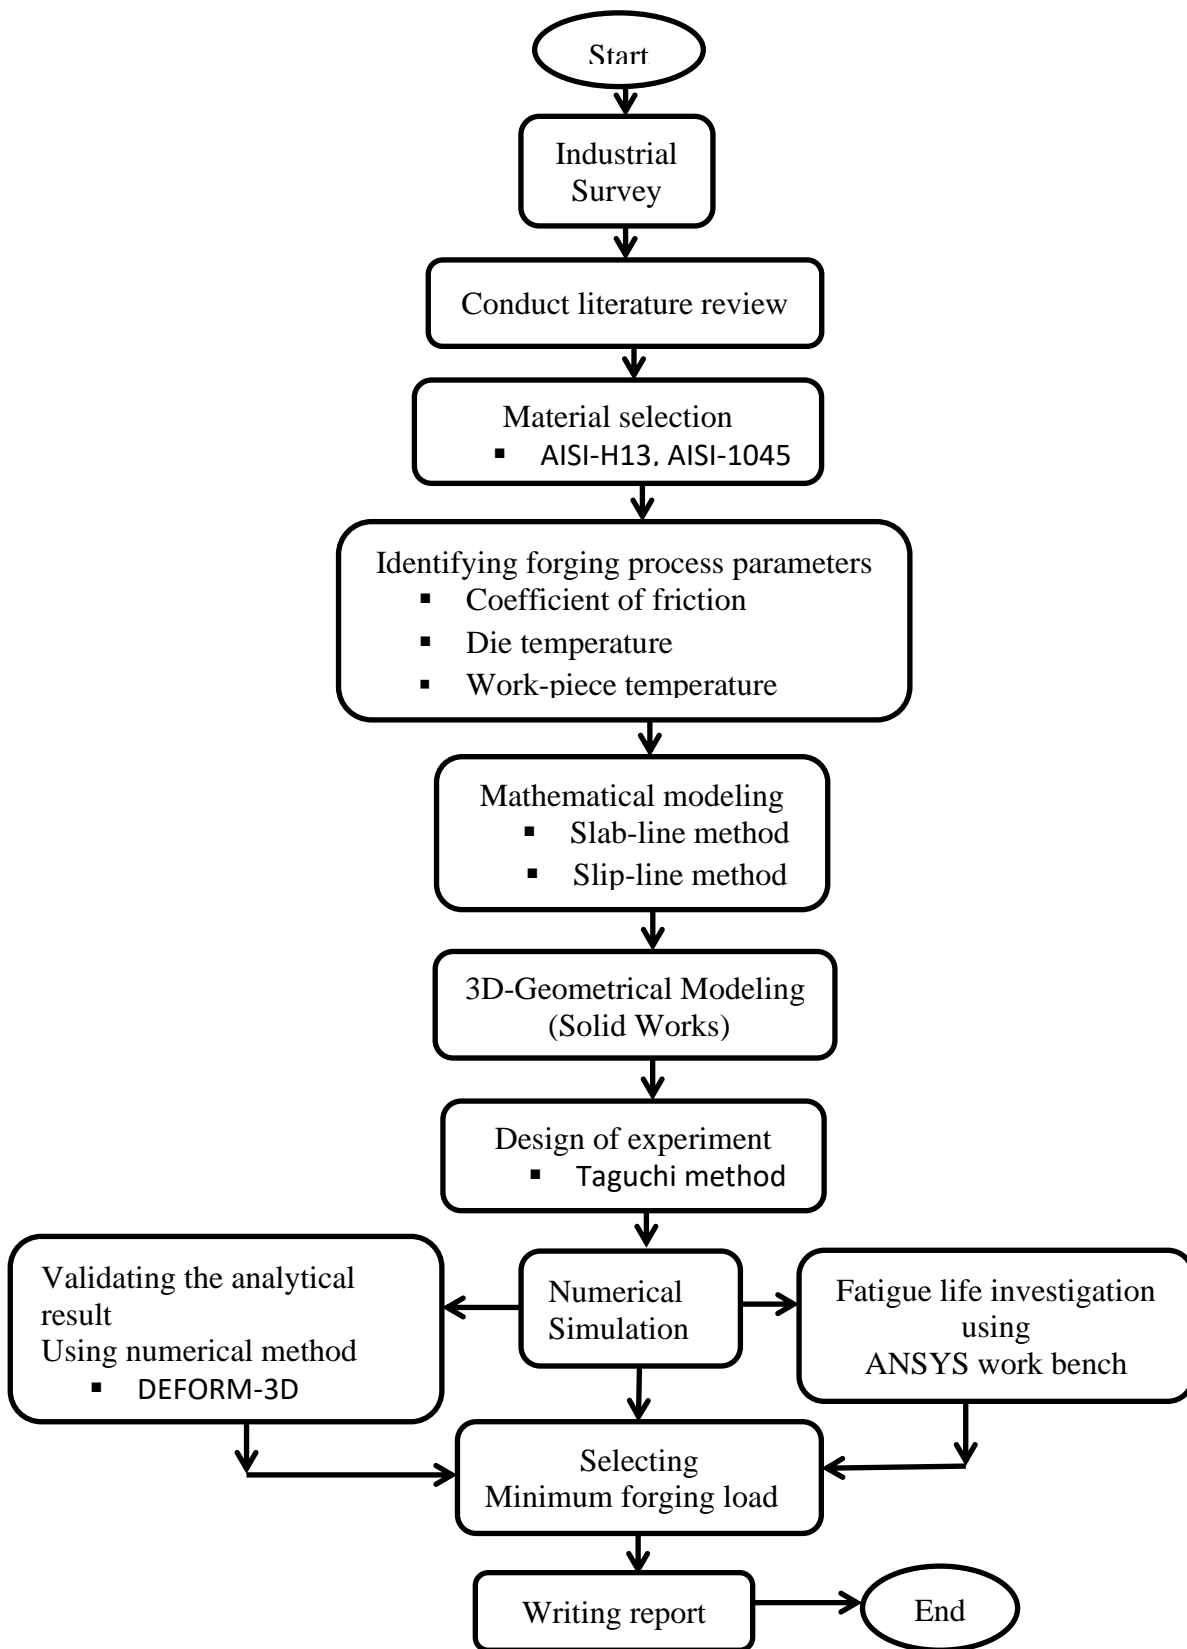 Start
Industrial
Survey
Conduct literature review
Material selection
▪ AISI-H13, AISI-1045
Identifying forging process parameters
▪ Coefficient of friction
▪ Die temperature
▪ Work-piece temperature
Mathematical modeling
▪ Slab-line method
▪ Slip-line method
3D-Geometrical Modeling
(Solid Works)
Design of experiment
▪ Taguchi method
Validating the analytical
result
Using numerical method
▪ DEFORM-3D
Numerical
Simulation
Fatigue life investigation
using
ANSYS work bench
Selecting
Minimum forging load
Writing report
End